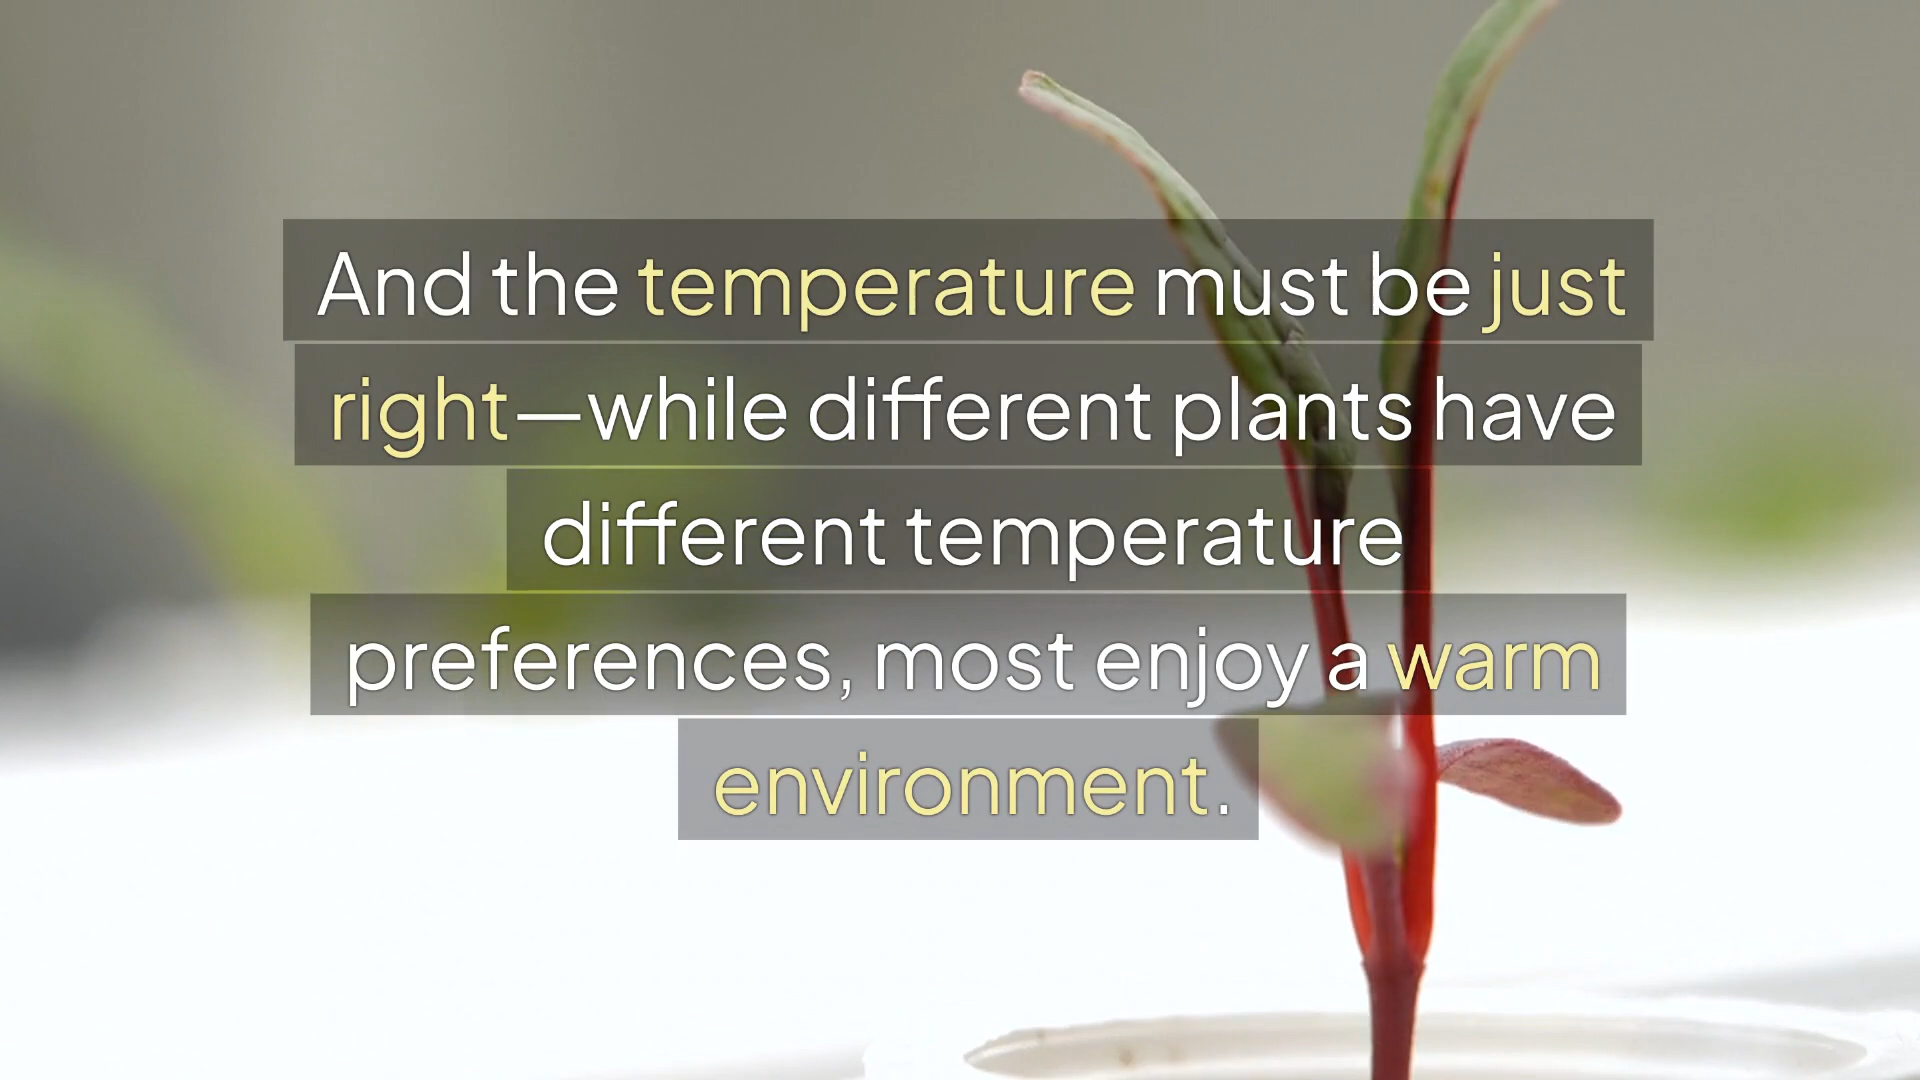 And the temperature must be just
right—while different plants have
different temperature
preferences, most enjoy a warm
environment.